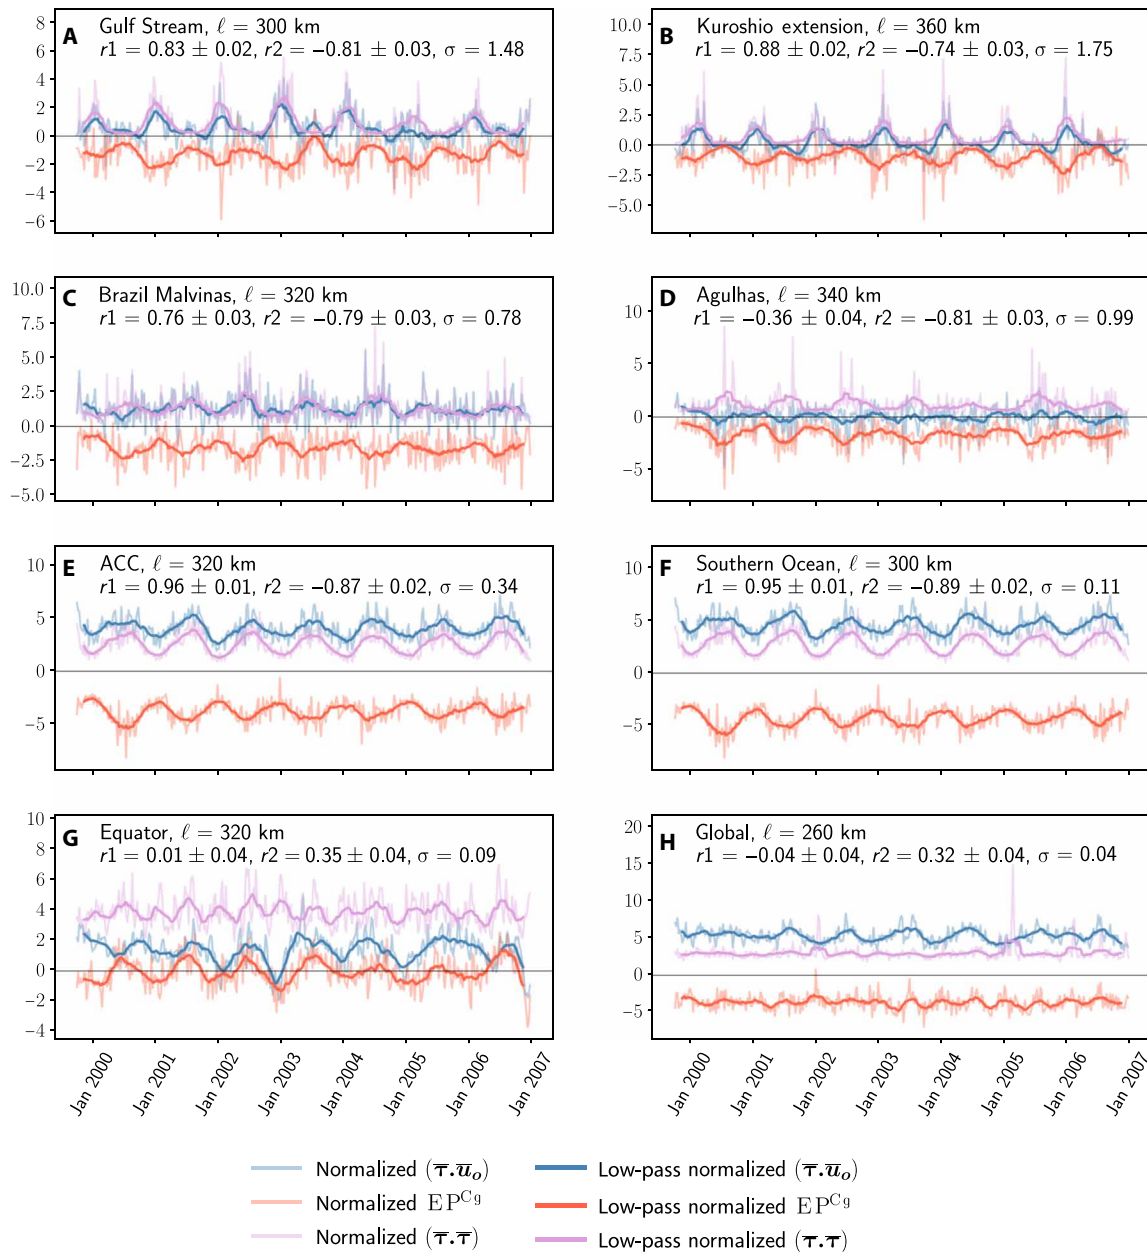 A Gulf Stream, ℓ = 300 km
r1 = 0.83 ± 0.02, r2 = −0.81 ± 0.03, σ = 1.48
8
6
4
2
0
−2
−4
−6
B Kuroshio extension, ℓ = 360 km
r1 = 0.88 ± 0.02, r2 = −0.74 ± 0.03, σ = 1.75
10.0
7.5
5.0
2.5
0.0
−2.5
−5.0
C Brazil Malvinas, ℓ = 320 km
r1 = 0.76 ± 0.03, r2 = −0.79 ± 0.03, σ = 0.78
10.0
7.5
5.0
2.5
0.0
−2.5
−5.0
D Agulhas, ℓ = 340 km
r1 = −0.36 ± 0.04, r2 = −0.81 ± 0.03, σ = 0.99
10
5
0
−5
E ACC, ℓ = 320 km
r1 = 0.96 ± 0.01, r2 = −0.87 ± 0.02, σ = 0.34
10
5
0
−5
F Southern Ocean, ℓ = 300 km
r1 = 0.95 ± 0.01, r2 = −0.89 ± 0.02, σ = 0.11
10
5
0
−5
G Equator, ℓ = 320 km
r1 = 0.01 ± 0.04, r2 = 0.35 ± 0.04, σ = 0.09
10
8
6
4
2
0
−2
−4
Jan 2000
Jan 2001
Jan 2002
Jan 2003
Jan 2004
Jan 2005
Jan 2006
Jan 2007
H Global, ℓ = 260 km
r1 = −0.04 ± 0.04, r2 = 0.32 ± 0.04, σ = 0.04
20
15
10
5
0
−5
Jan 2000
Jan 2001
Jan 2002
Jan 2003
Jan 2004
Jan 2005
Jan 2006
Jan 2007
Normalized (τ̅.u̅ₒ)
Low-pass normalized (τ̅.u̅ₒ)
Normalized EP^Cg
Low-pass normalized EP^Cg
Normalized (τ̅.τ̅)
Low-pass normalized (τ̅.τ̅)